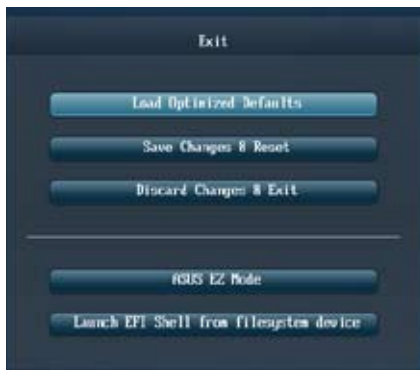 Exit
Load Optimized Defaults
Save Changes & Reset
Discard Changes & Exit
ASUS EZ Mode
Launch EFI Shell from filesystem device